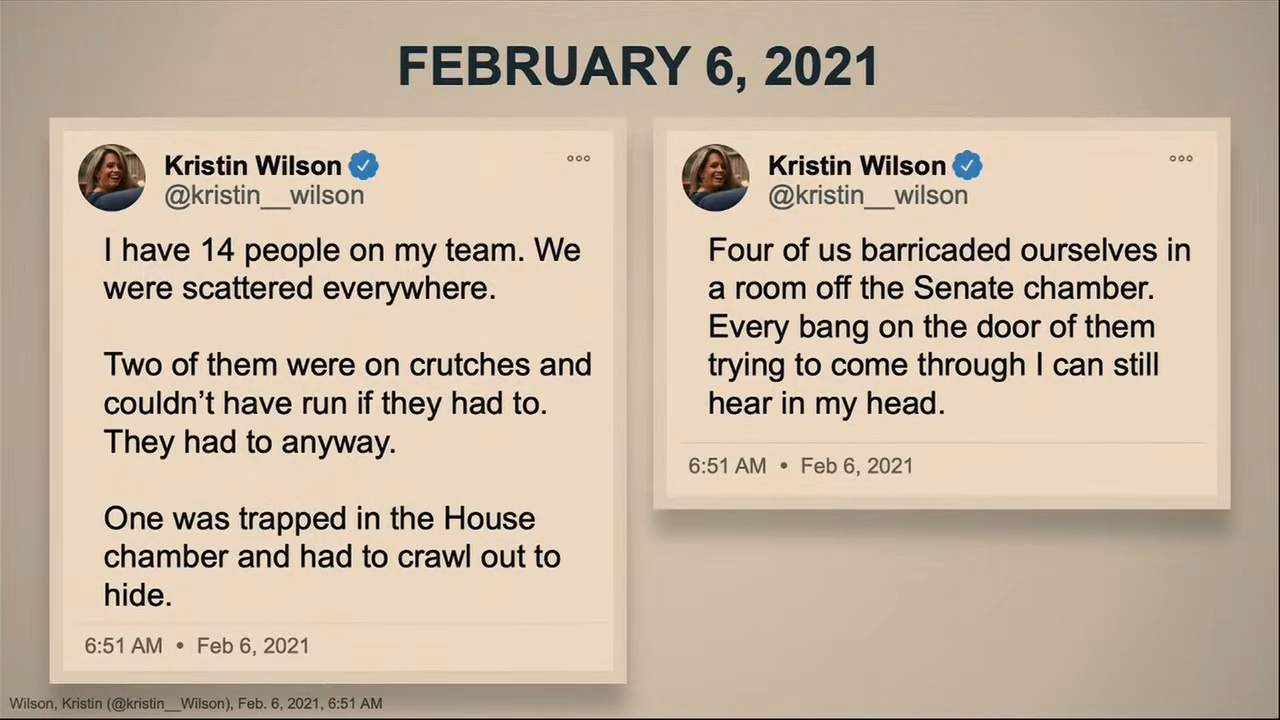 FEBRUARY 6, 2021
Kristin Wilson
@kristin__wilson
I have 14 people on my team. We
were scattered everywhere.
Two of them were on crutches and
couldn’t have run if they had to.
They had to anyway.
One was trapped in the House
chamber and had to crawl out to
hide.
6:51 AM • Feb 6, 2021
Kristin Wilson
@kristin__wilson
Four of us barricaded ourselves in
a room off the Senate chamber.
Every bang on the door of them
trying to come through I can still
hear in my head.
6:51 AM • Feb 6, 2021
Wilson, Kristin (@kristin__Wilson), Feb. 6, 2021, 6:51 AM